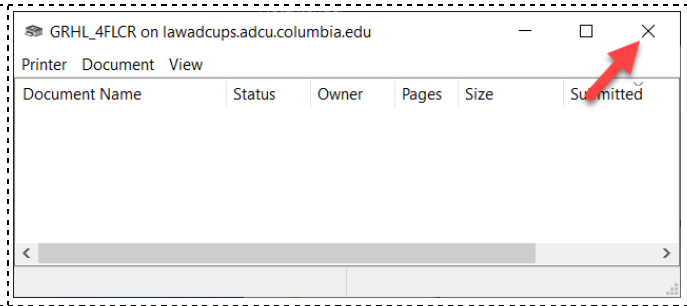 GRHL_4FLCR on lawadcups.adcu.columbia.edu
Printer Document View
Document Name Status Owner Pages Size Submitted